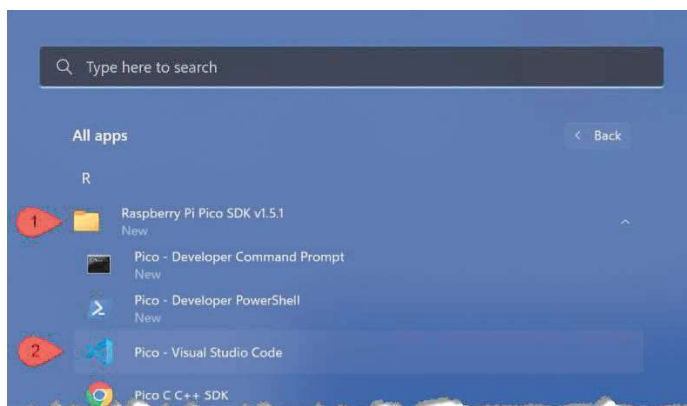 Type here to search
All apps
Back
R
1
Raspberry Pi Pico SDK v1.5.1
New
Pico - Developer Command Prompt
New
Pico - Developer PowerShell
New
2
Pico - Visual Studio Code
Pico C C++ SDK